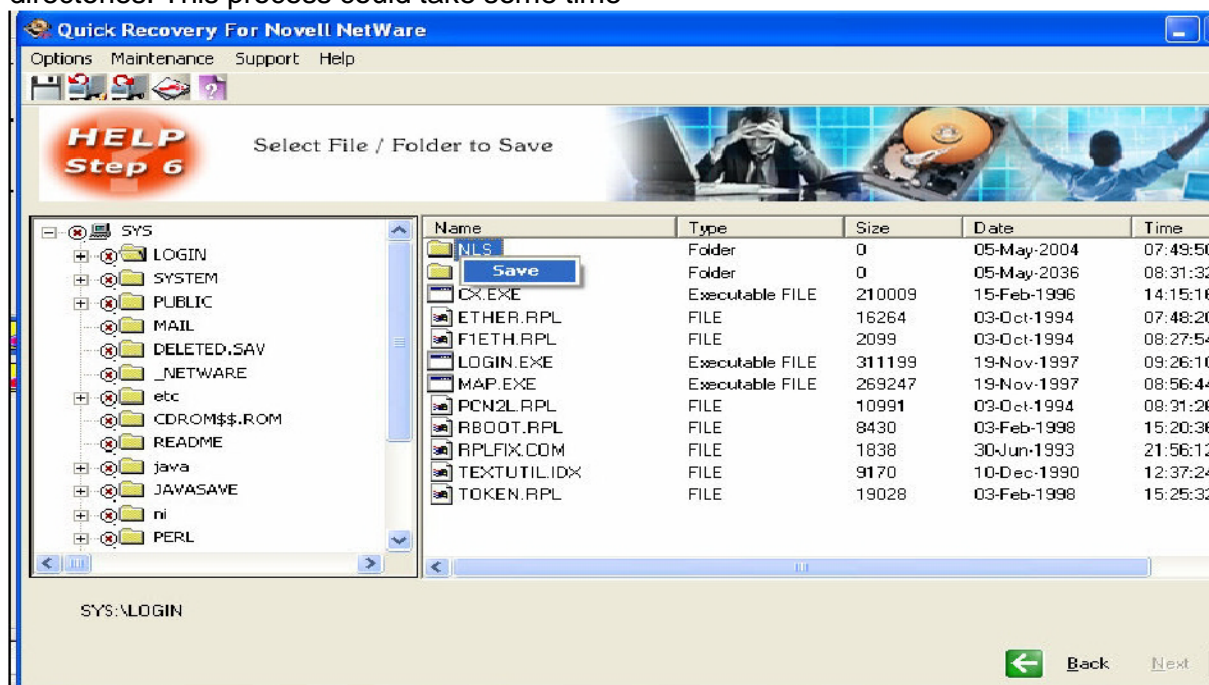 directories. This process could take some time
Quick Recovery For Novell NetWare
Options Maintenance Support Help
HELP
Step 6
Select File / Folder to Save
SYS
LOGIN
SYSTEM
PUBLIC
MAIL
DELETED.SAV
_NETWARE
etc
CDROM$$.ROM
README
java
JAVASAVE
ni
PERL
Name Type Size Date Time
NLS Folder 0 05-May-2004 07:49:50
Save Folder 0 05-May-2036 08:31:32
CX.EXE Executable FILE 210009 15-Feb-1996 14:15:16
ETHER.RPL FILE 16264 03-Oct-1994 07:48:20
F1ETH.RPL FILE 2099 03-Oct-1994 08:27:54
LOGIN.EXE Executable FILE 311199 19-Nov-1997 09:26:10
MAP.EXE Executable FILE 269247 19-Nov-1997 08:56:44
PCN2L.RPL FILE 10991 03-Oct-1994 08:31:26
RBOOT.RPL FILE 8430 03-Feb-1998 15:20:36
RPLFIX.COM FILE 1838 30-Jun-1993 21:56:12
TEXTUTIL.IDX FILE 9170 10-Dec-1990 12:37:24
TOKEN.RPL FILE 19028 03-Feb-1998 15:25:32
SYS:\LOGIN
Back Next